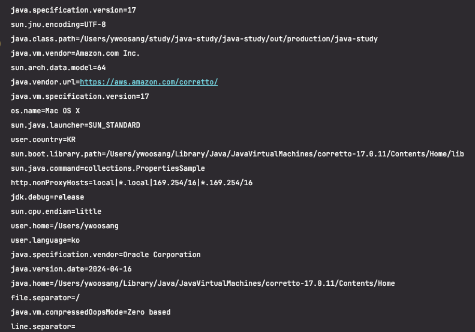 java.specification.version=17
sun.jnu.encoding=UTF-8
java.class.path=/Users/ywoosang/study/java-study/java-study/out/production/java-study
java.vm.vendor=Amazon.com Inc.
sun.arch.data.model=64
java.vendor.url=https://aws.amazon.com/corretto/
java.vm.specification.version=17
os.name=Mac OS X
sun.java.launcher=SUN_STANDARD
user.country=KR
sun.boot.library.path=/Users/ywoosang/Library/Java/JavaVirtualMachines/corretto-17.0.11/Contents/Home/lib
sun.java.command=collections.PropertiesSample
http.nonProxyHosts=local|*.local|169.254/16|*.169.254/16
jdk.debug=release
sun.cpu.endian=little
user.home=/Users/ywoosang
user.language=ko
java.specification.vendor=Oracle Corporation
java.version.date=2024-04-16
java.home=/Users/ywoosang/Library/Java/JavaVirtualMachines/corretto-17.0.11/Contents/Home
file.separator=/
java.vm.compressedOopsMode=Zero based
line.separator=